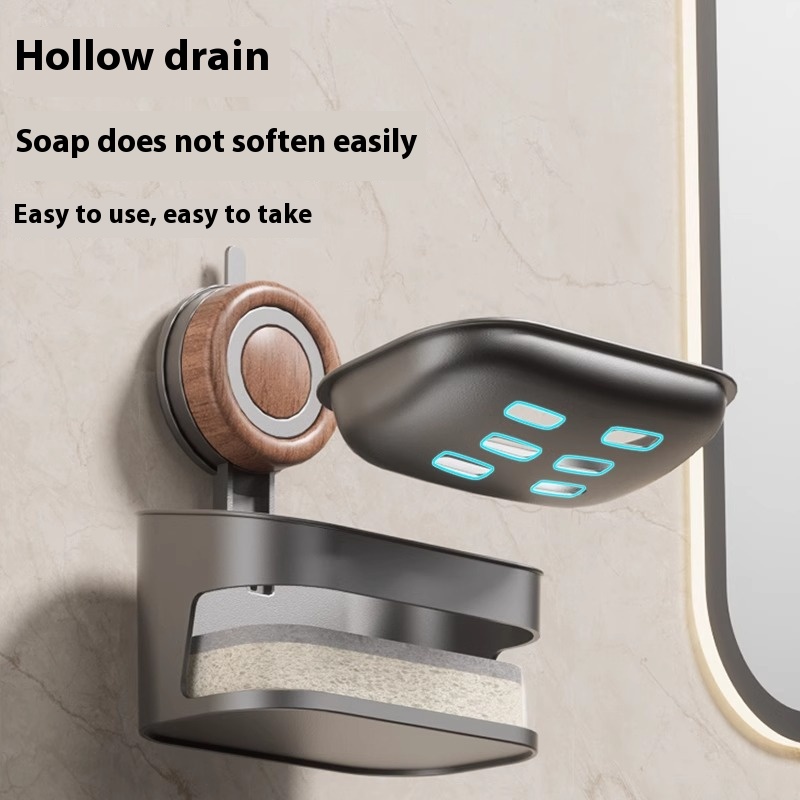 Hollow drain
Soap does not soften easily
Easy to use, easy to take